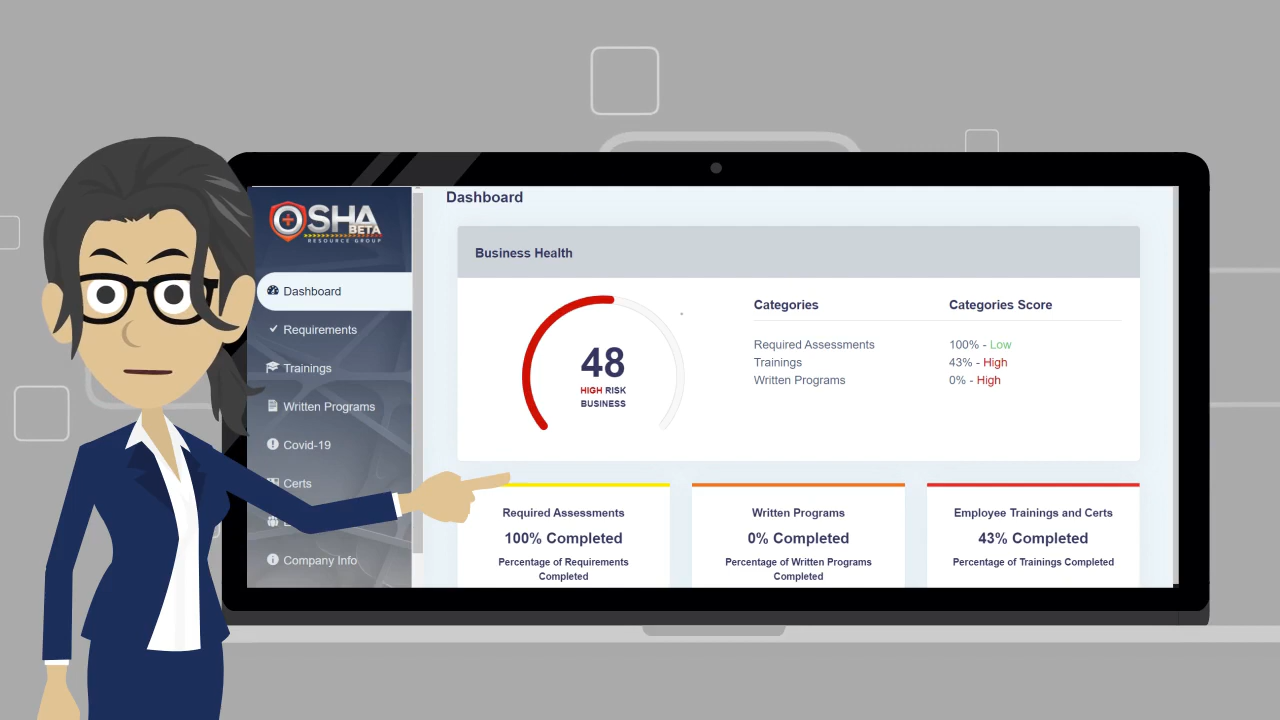 OSHA
BETA
RESOURCE GROUP
Dashboard
Requirements
Trainings
Written Programs
Covid-19
Certs
Company Info
Dashboard
Business Health
48
HIGH RISK
BUSINESS
Categories Categories Score
Required Assessments 100% - Low
Trainings 43% - High
Written Programs 0% - High
Required Assessments
100% Completed
Percentage of Requirements
Completed
Written Programs
0% Completed
Percentage of Written Programs
Completed
Employee Trainings and Certs
43% Completed
Percentage of Trainings Completed